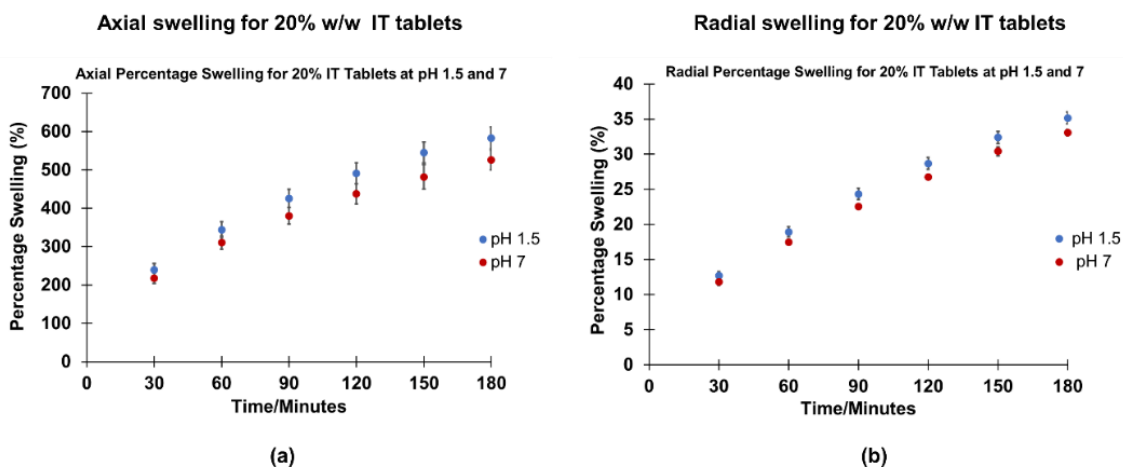 Axial swelling for 20% w/w IT tablets
Axial Percentage Swelling for 20% IT Tablets at pH 1.5 and 7
Percentage Swelling (%)
700
600
500
400
300
200
100
0
0 30 60 90 120 150 180
Time/Minutes
pH 1.5
pH 7
(a)
Radial swelling for 20% w/w IT tablets
Radial Percentage Swelling for 20% IT Tablets at pH 1.5 and 7
Percentage Swelling (%)
40
35
30
25
20
15
10
5
0
0 30 60 90 120 150 180
Time/Minutes
pH 1.5
pH 7
(b)